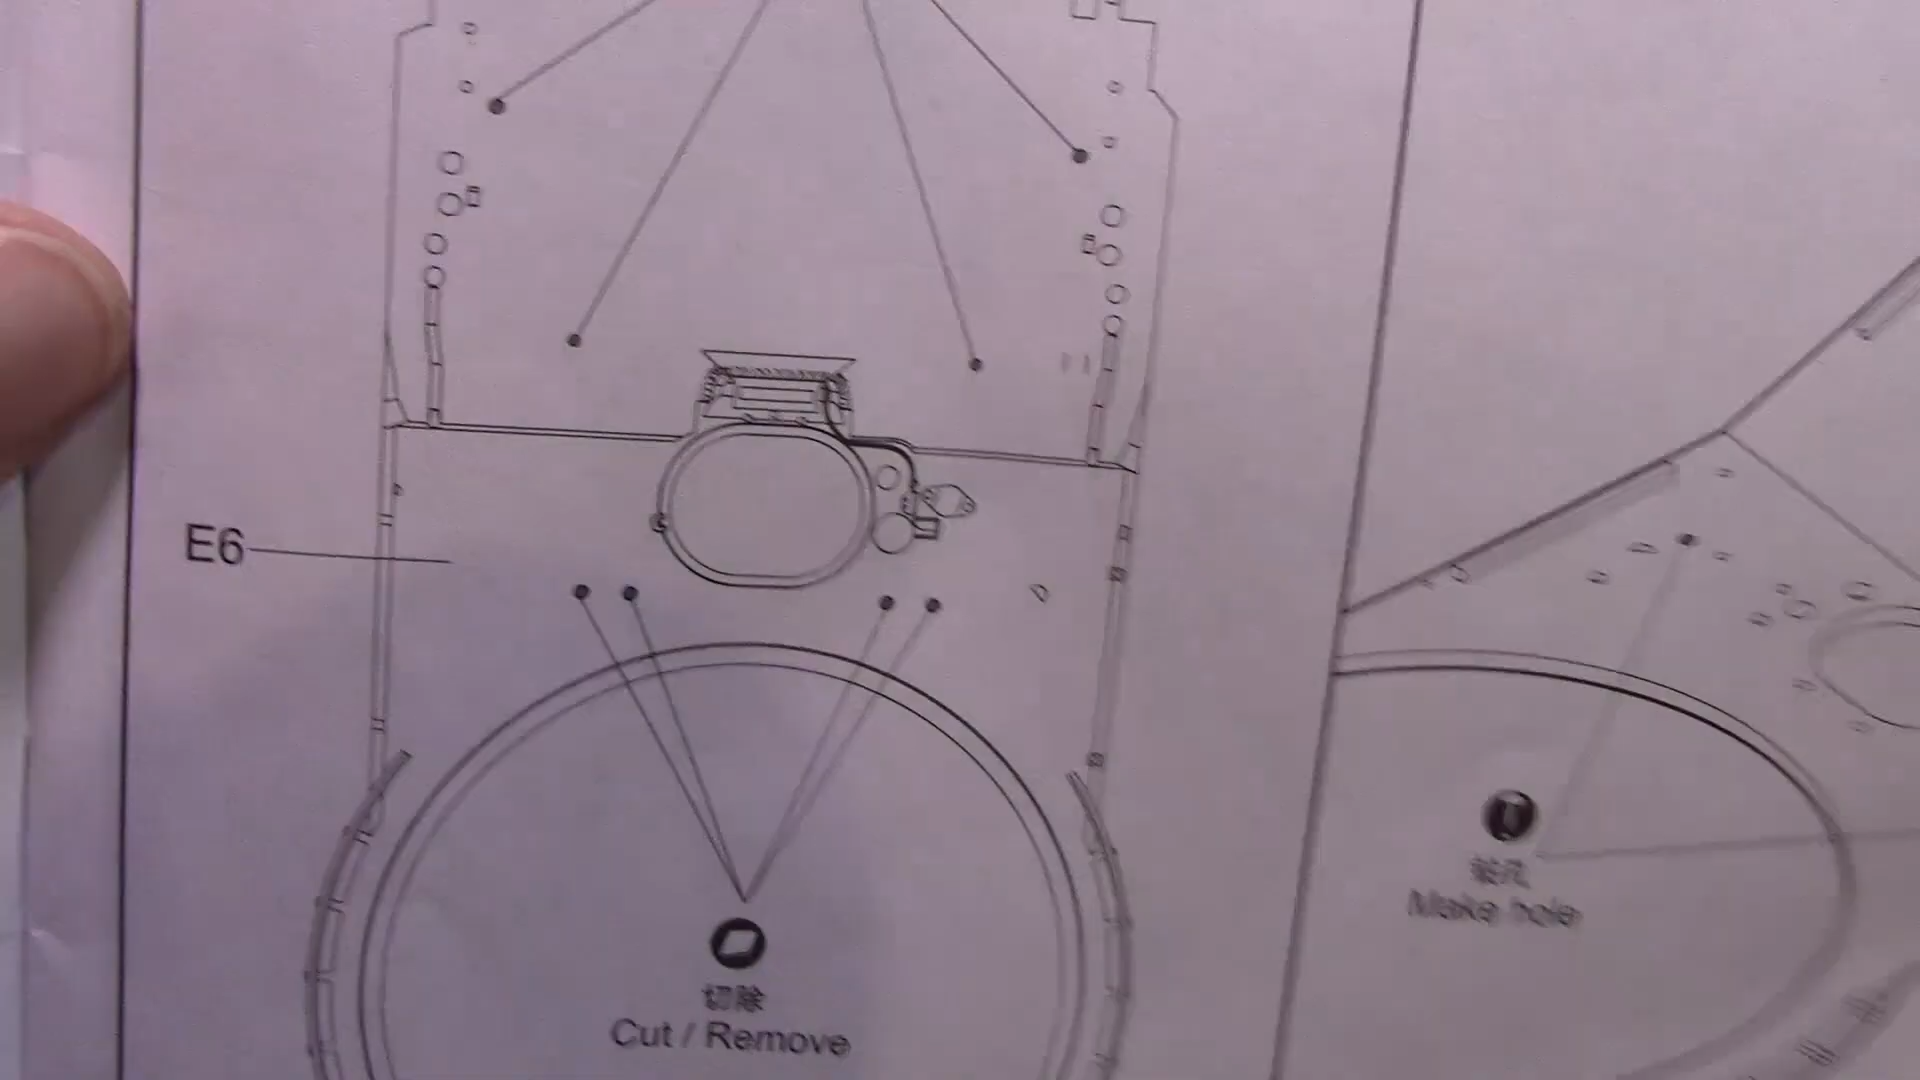 E6
切除
Cut / Remove
钻孔
Make hole